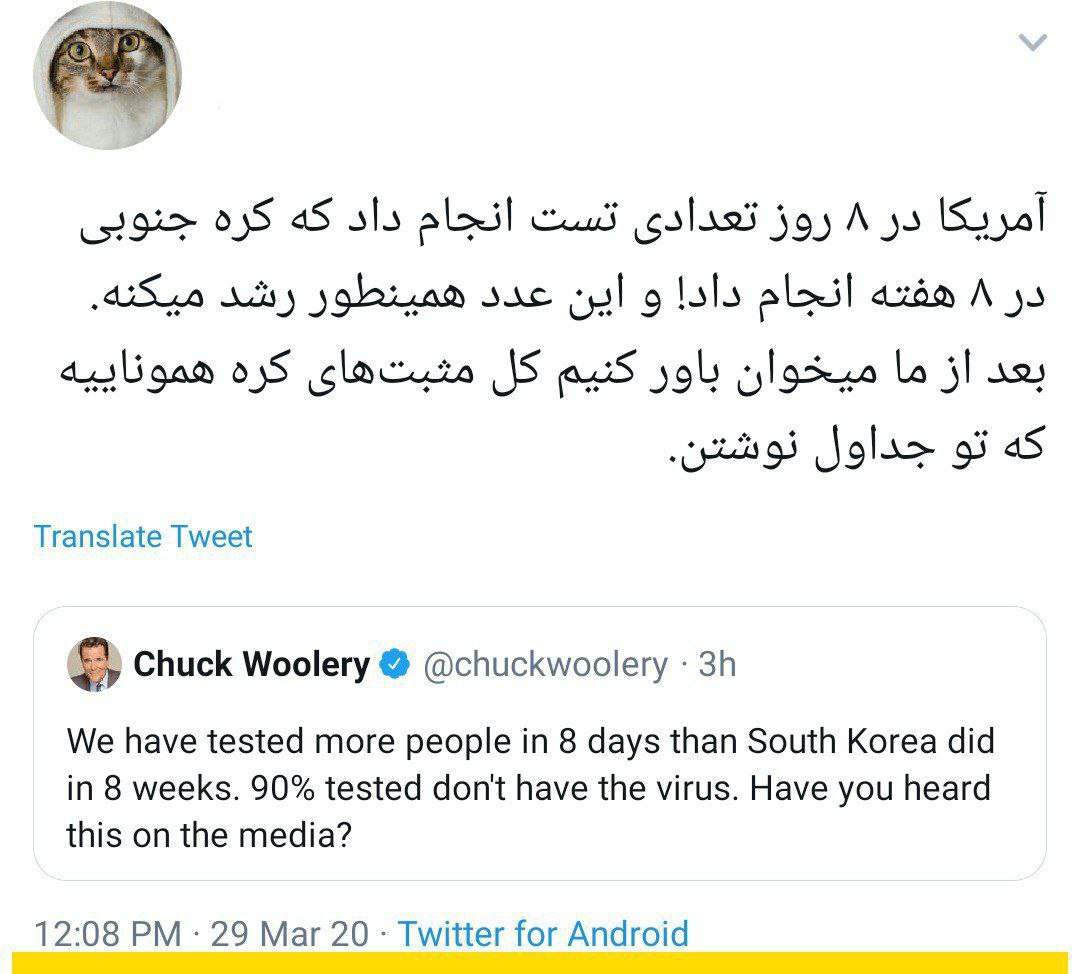 آمریکا در ۸ روز تعدادی تست انجام داد که کره جنوبی
در ۸ هفته انجام داد! و این عدد همینطور رشد میکنه.
بعد از ما میخوان باور کنیم کل مثبت‌های کره هموناییه
که تو جداول نوشتن.
Translate Tweet
Chuck Woolery @chuckwoolery · 3h
We have tested more people in 8 days than South Korea did
in 8 weeks. 90% tested don't have the virus. Have you heard
this on the media?
12:08 PM · 29 Mar 20 · Twitter for Android